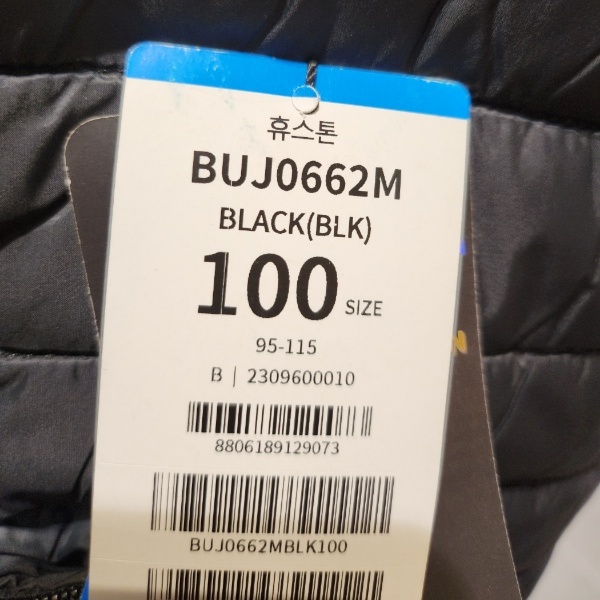 휴스톤
BUJ0662M
BLACK(BLK)
100 SIZE
95-115
B | 2309600010
8806189129073
BUJ0662MBLK100